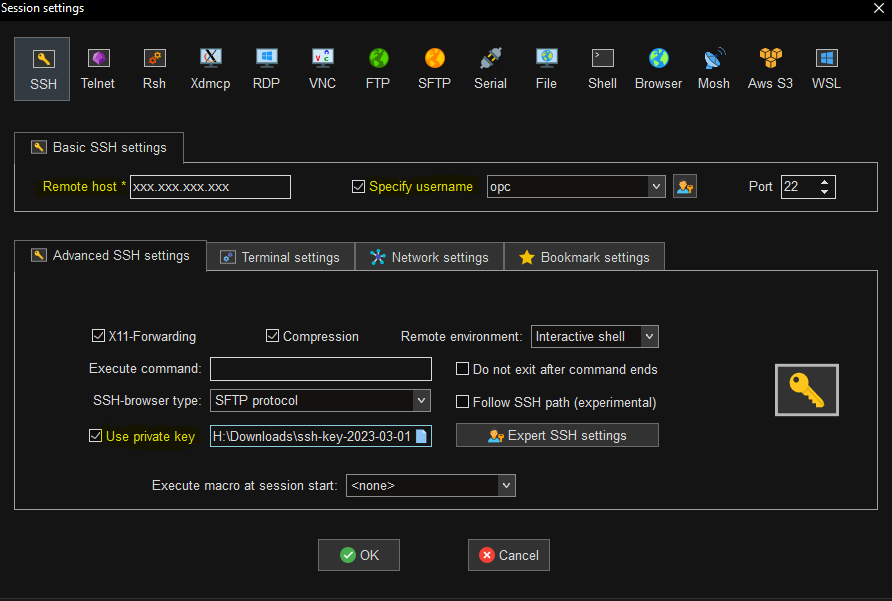 Session settings
SSH Telnet Rsh Xdmcp RDP VNC FTP SFTP Serial File Shell Browser Mosh Aws S3 WSL
Basic SSH settings
Remote host * xxx.xxx.xxx.xxx Specify username opc Port 22
Advanced SSH settings Terminal settings Network settings Bookmark settings
X11-Forwarding Compression Remote environment: Interactive shell
Execute command: Do not exit after command ends
SSH-browser type: SFTP protocol Follow SSH path (experimental)
Use private key H:\Downloads\ssh-key-2023-03-01 Expert SSH settings
Execute macro at session start: <none>
OK Cancel